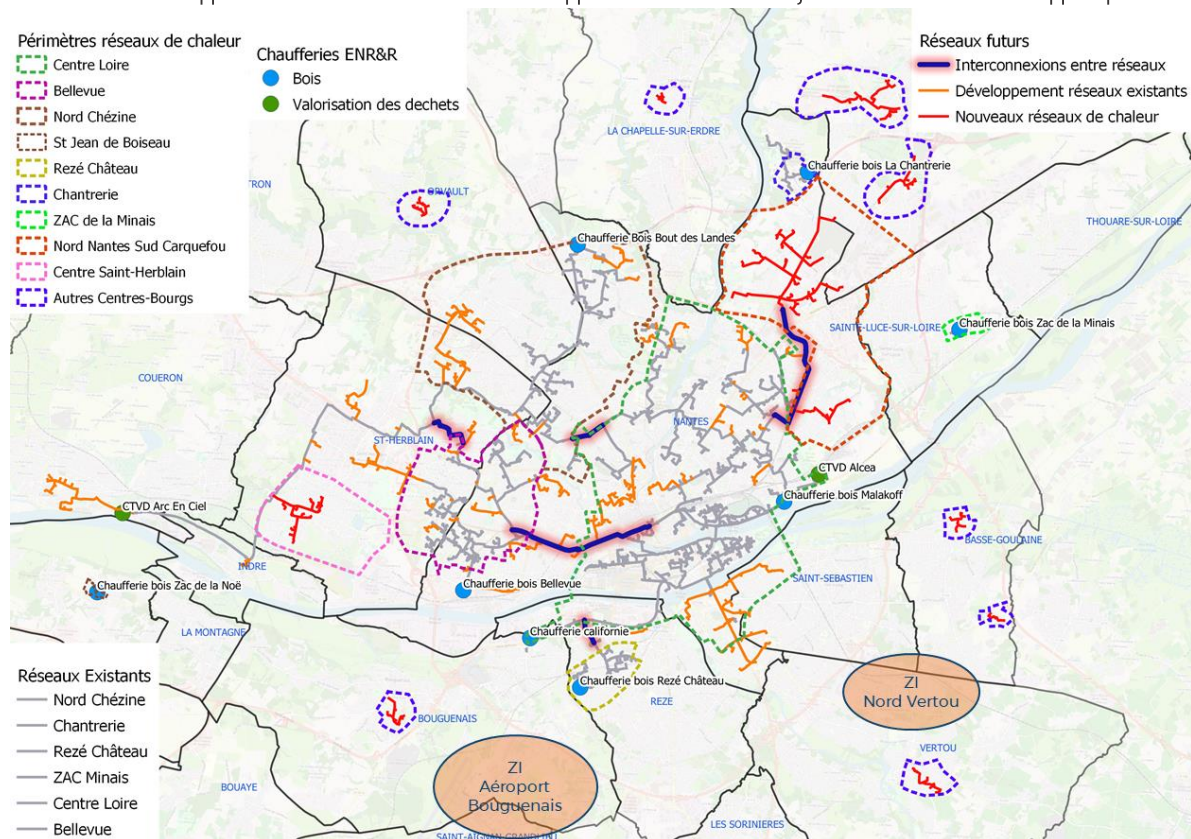 Périmètres réseaux de chaleur
Centre Loire
Bellevue
Nord Chézine
St Jean de Boiseau
Rezé Château
Chantrerie
ZAC de la Minais
Nord Nantes Sud Carquefou
Centre Saint-Herblain
Autres Centres-Bourgs
Chaufferies ENR&R
Bois
Valorisation des dechets
Réseaux futurs
Interconnexions entre réseaux
Développement réseaux existants
Nouveaux réseaux de chaleur
LA CHAPELLE-SUR-ERDRE
Chaufferie bois La Chantrerie
TRON
ORVAULT
THOUARE-SUR-LOIRE
Chaufferie Bois Bout des Landes
SAINTE-LUCE-SUR-LOIRE
Chaufferie bois Zac de la Minais
COUERON
ST-HERBLAIN
NANTES
CTVD Alcea
Chaufferie bois Malakoff
CTVD Arc En Ciel
BASSE-GOULAINE
INDRE
SAINT-SEBASTIEN
Chaufferie bois Zac de la Noë
Chaufferie bois Bellevue
LA MONTAGNE
Chaufferie californie
Chaufferie bois Rezé Château
REZE
ZI
Nord Vertou
BOUGUENAIS
VERTOU
ZI
Aéroport
Bouguenais
BOUAYE
LES SORINIERES
Réseaux Existants
Nord Chézine
Chantrerie
Rezé Château
ZAC Minais
Centre Loire
Bellevue